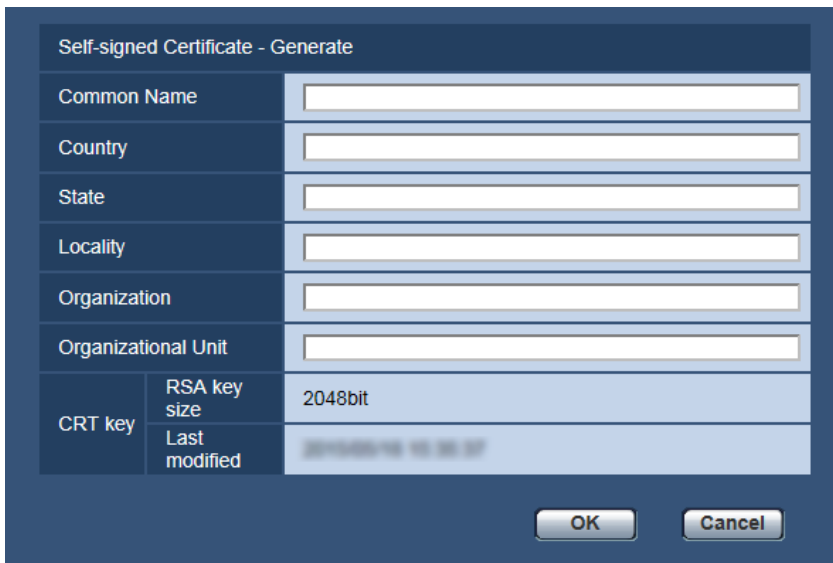 Self-signed Certificate - Generate
Common Name
Country
State
Locality
Organization
Organizational Unit
CRT key
RSA key
size
2048bit
Last
modified
OK
Cancel